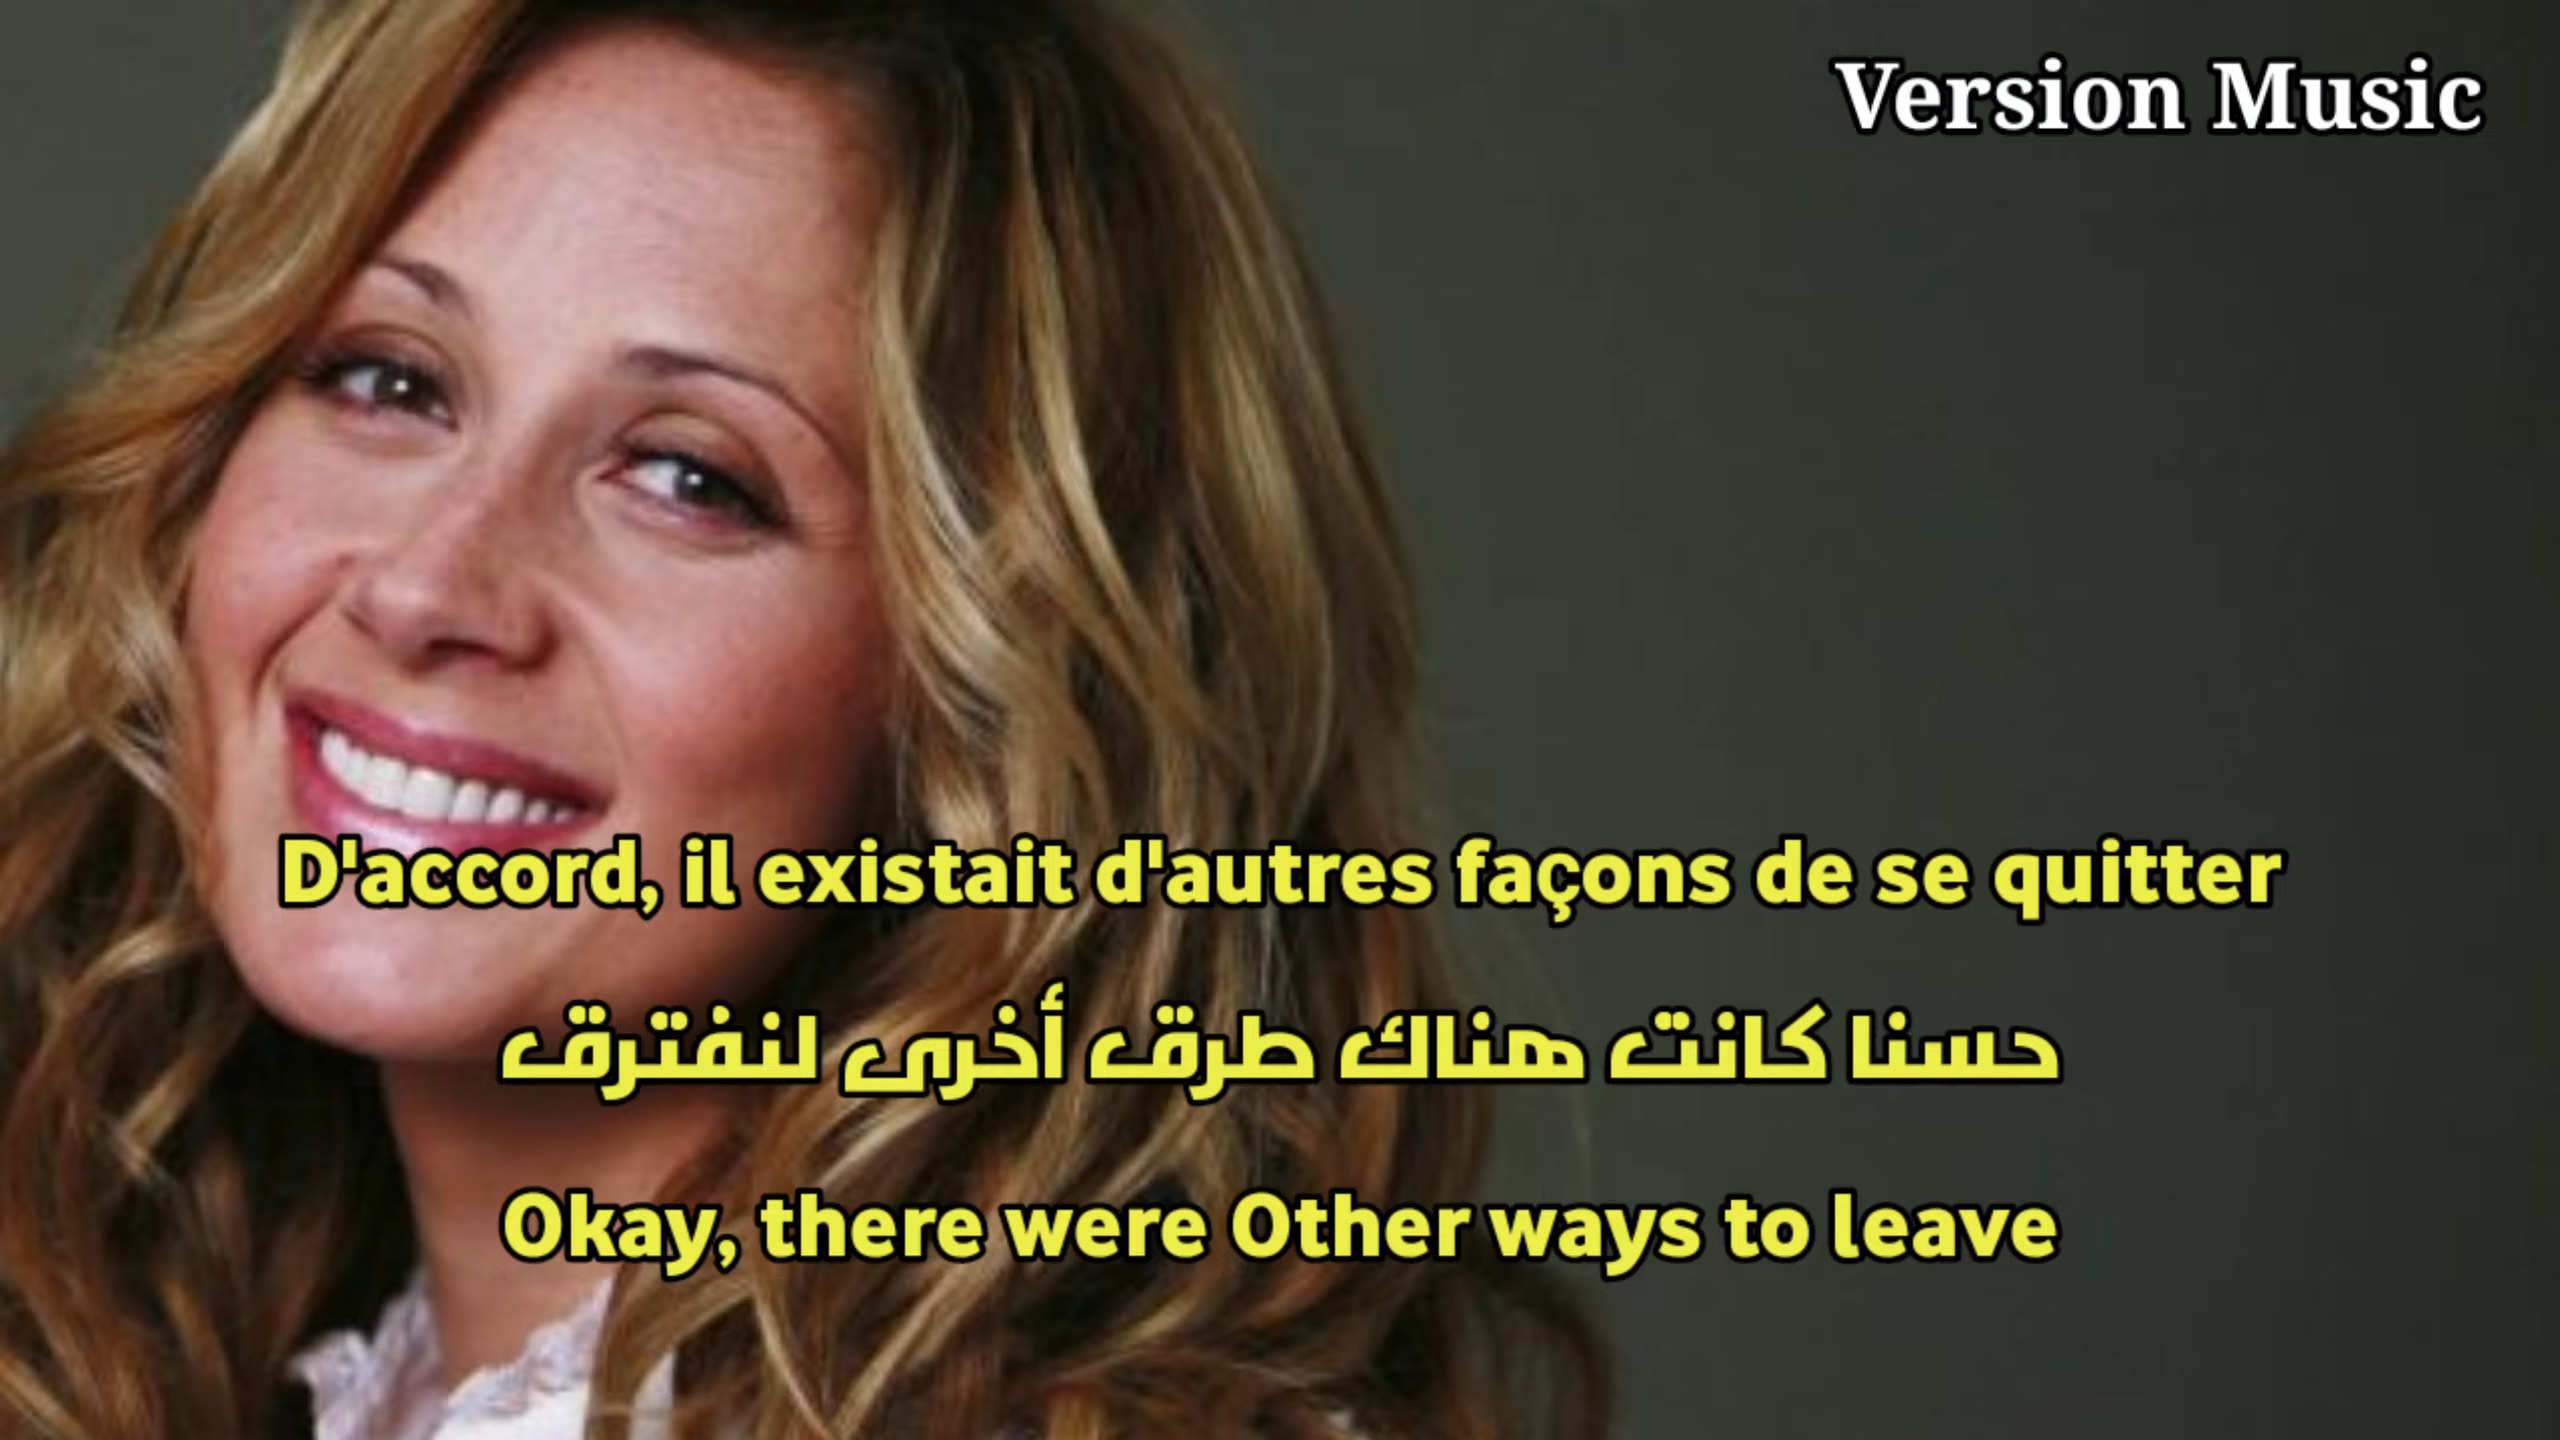 Version Music
D'accord, il existait d'autres façons de se quitter
حسنا كانت هناك طرق أخرى لنفترق
Okay, there were Other ways to leave